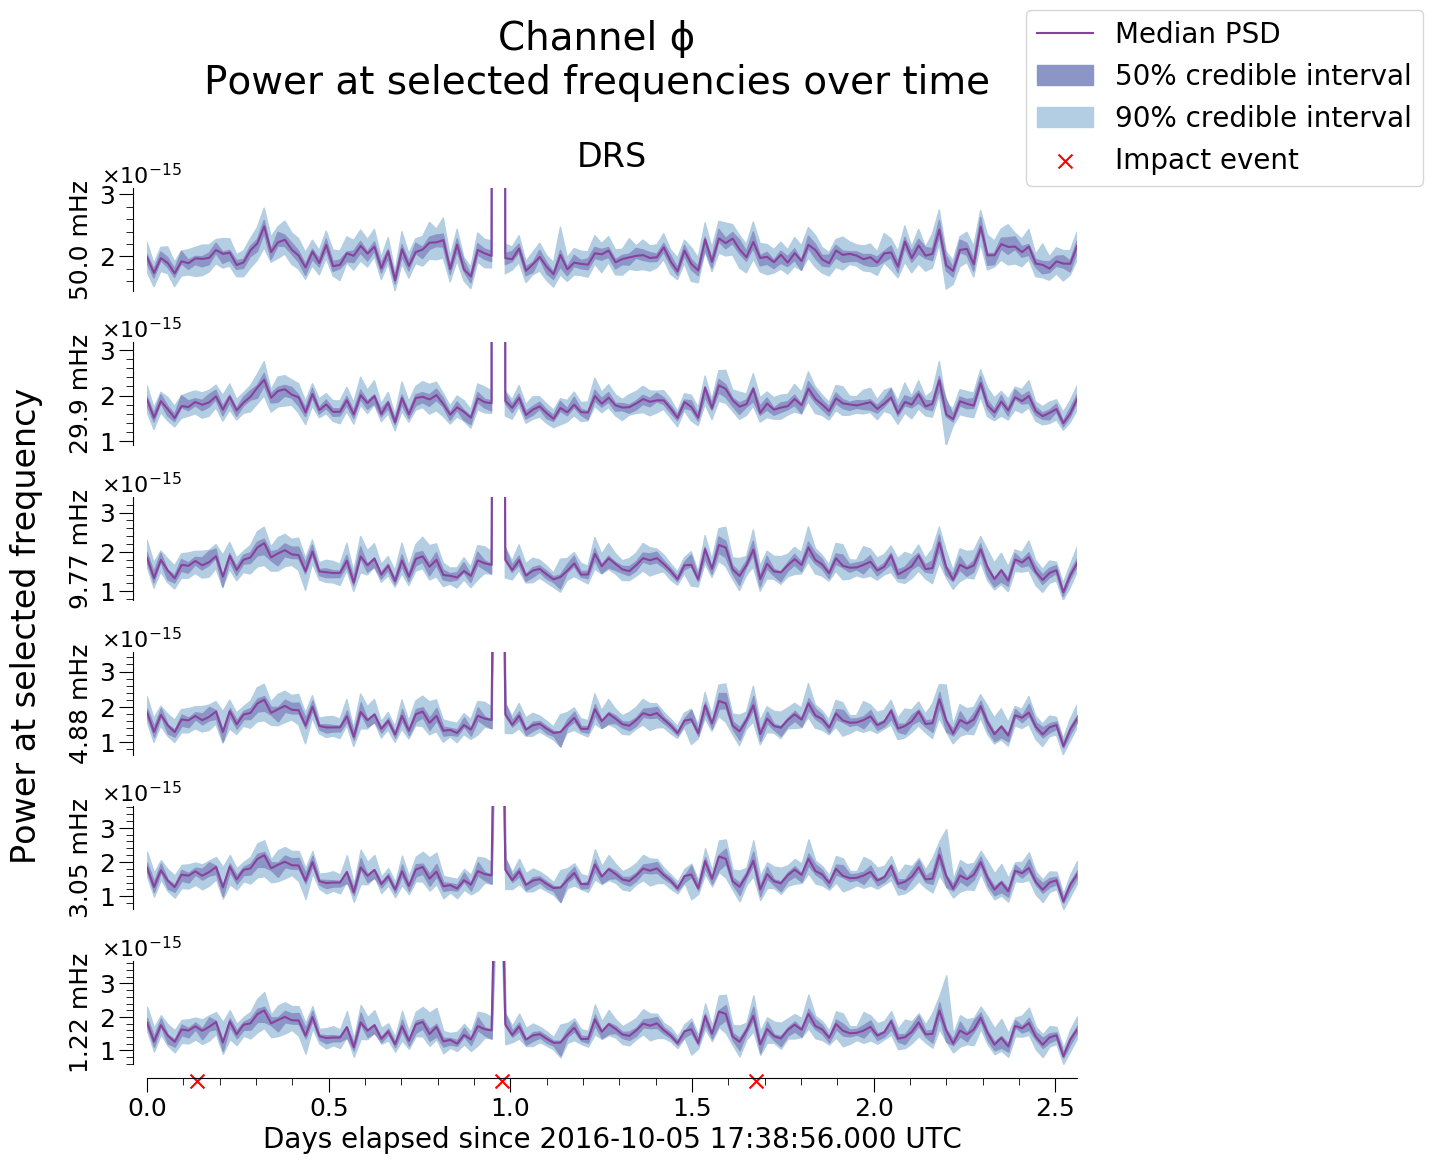 Channel ϕ
Power at selected frequencies over time
Median PSD
50% credible interval
90% credible interval
Impact event
DRS
Power at selected frequency
×10⁻¹⁵
3
2
50.0 mHz
×10⁻¹⁵
3
2
1
29.9 mHz
×10⁻¹⁵
3
2
1
9.77 mHz
×10⁻¹⁵
3
2
1
4.88 mHz
×10⁻¹⁵
3
2
1
3.05 mHz
×10⁻¹⁵
3
2
1
1.22 mHz
0.0 0.5 1.0 1.5 2.0 2.5
Days elapsed since 2016-10-05 17:38:56.000 UTC